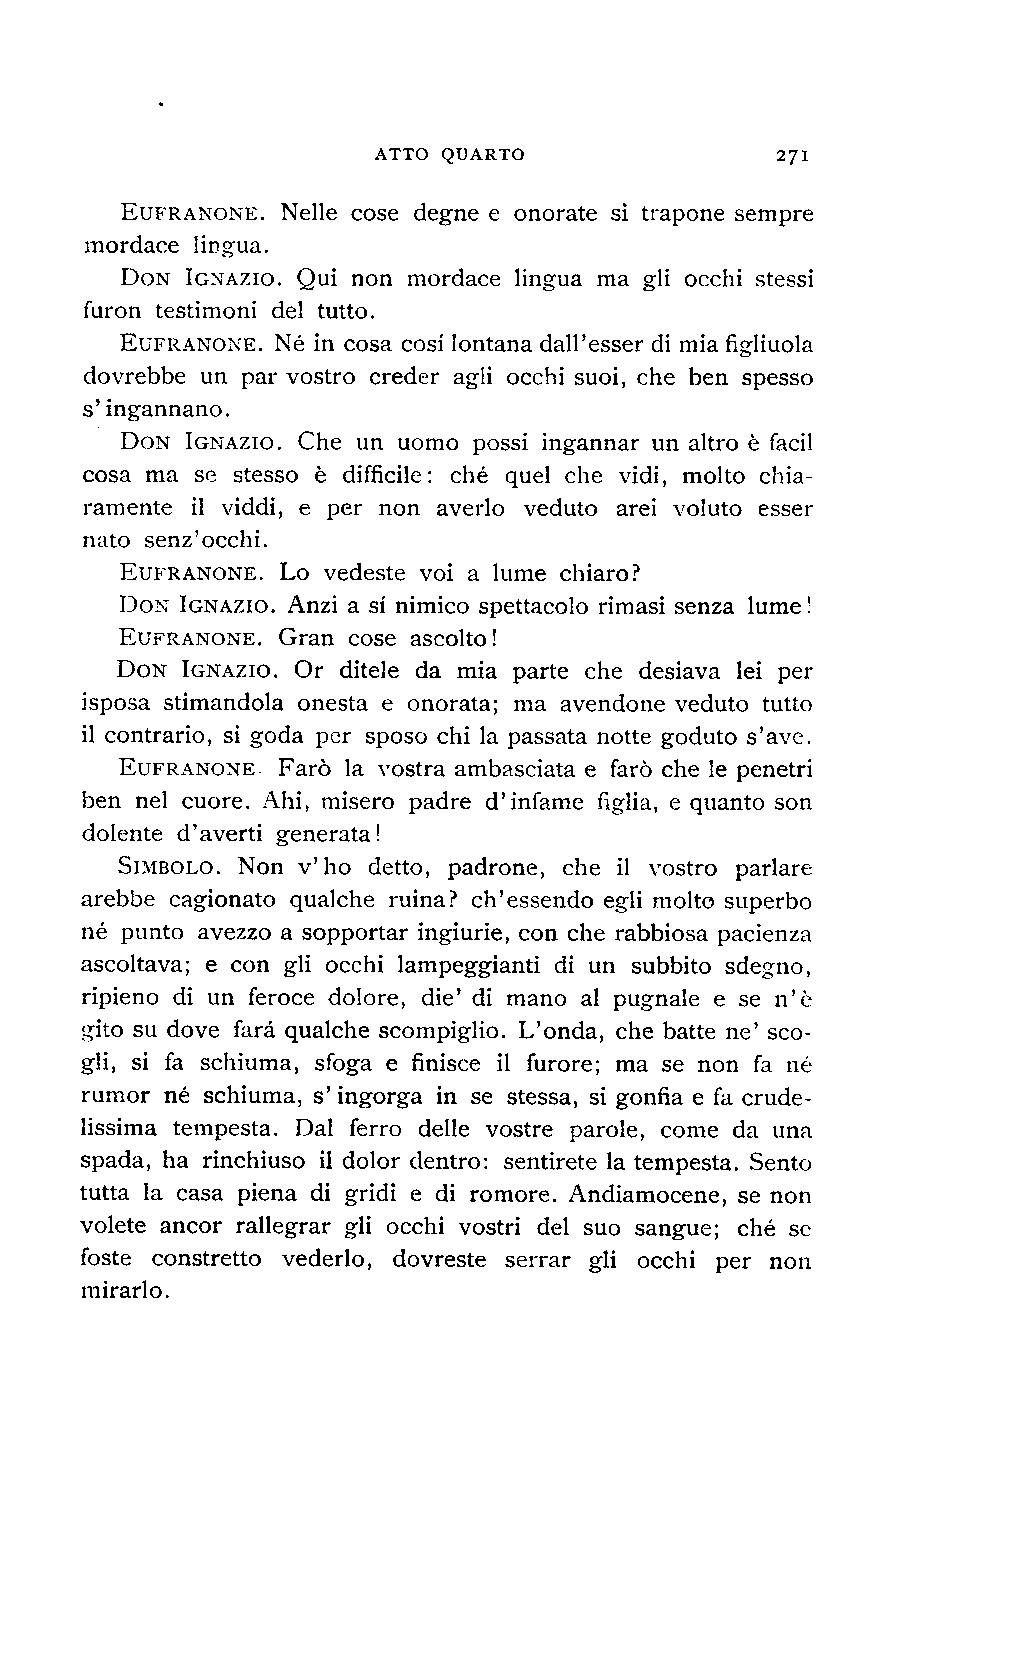 ATTO QUARTO 271
EUFRANONE. Nelle cose degne e onorate si trapone sempre
mordace lingua.
DON IGNAZIO. Qui non mordace lingua ma gli occhi stessi
furon testimoni del tutto.
EUFRANONE. Né in cosa cosí lontana dall'esser di mia figliuola
dovrebbe un par vostro creder agli occhi suoi, che ben spesso
s'ingannano.
DON IGNAZIO. Che un uomo possi ingannar un altro è facil
cosa ma se stesso è difficile: ché quel che vidi, molto chia-
ramente il viddi, e per non averlo veduto arei voluto esser
nato senz'occhi.
EUFRANONE. Lo vedeste voi a lume chiaro?
DON IGNAZIO. Anzi a sí nimico spettacolo rimasi senza lume!
EUFRANONE. Gran cose ascolto!
DON IGNAZIO. Or ditele da mia parte che desiava lei per
isposa stimandola onesta e onorata; ma avendone veduto tutto
il contrario, si goda per sposo chi la passata notte goduto s'ave.
EUFRANONE. Farò la vostra ambasciata e farò che le penetri
ben nel cuore. Ahi, misero padre d'infame figlia, e quanto son
dolente d'averti generata!
SIMBOLO. Non v'ho detto, padrone, che il vostro parlare
arebbe cagionato qualche ruina? ch'essendo egli molto superbo
né punto avezzo a sopportar ingiurie, con che rabbiosa pacienza
ascoltava; e con gli occhi lampeggianti di un subbito sdegno,
ripieno di un feroce dolore, die' di mano al pugnale e se n'è
gito su dove fará qualche scompiglio. L'onda, che batte ne' sco-
gli, si fa schiuma, sfoga e finisce il furore; ma se non fa né
rumor né schiuma, s'ingorga in se stessa, si gonfia e fa crude-
lissima tempesta. Dal ferro delle vostre parole, come da una
spada, ha rinchiuso il dolor dentro: sentirete la tempesta. Sento
tutta la casa piena di gridi e di romore. Andiamocene, se non
volete ancor rallegrar gli occhi vostri del suo sangue; ché se
foste constretto vederlo, dovreste serrar gli occhi per non
mirarlo.